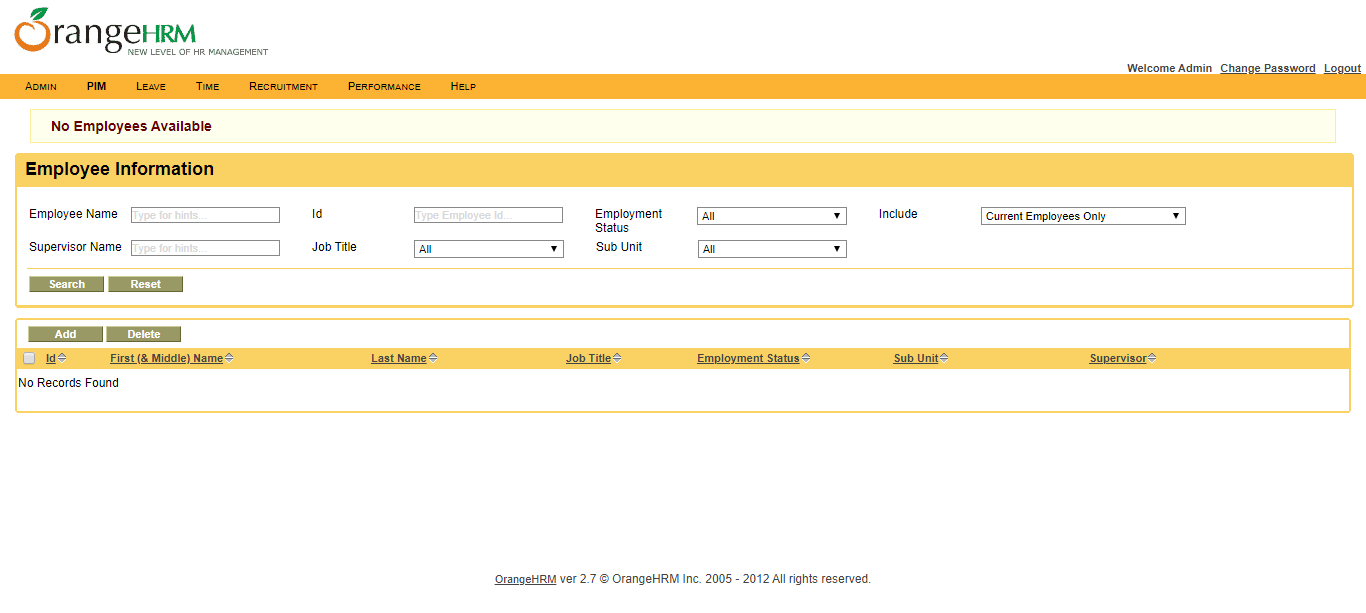 OrangeHRM
NEW LEVEL OF HR MANAGEMENT
Welcome Admin Change Password Logout
ADMIN PIM LEAVE TIME RECRUITMENT PERFORMANCE HELP
No Employees Available
Employee Information
Employee Name Type for hints... Id Type Employee Id... Employment Status All Include Current Employees Only
Supervisor Name Type for hints... Job Title All Sub Unit All
Search Reset
Add Delete
Id First (& Middle) Name Last Name Job Title Employment Status Sub Unit Supervisor
No Records Found
OrangeHRM ver 2.7 © OrangeHRM Inc. 2005 - 2012 All rights reserved.